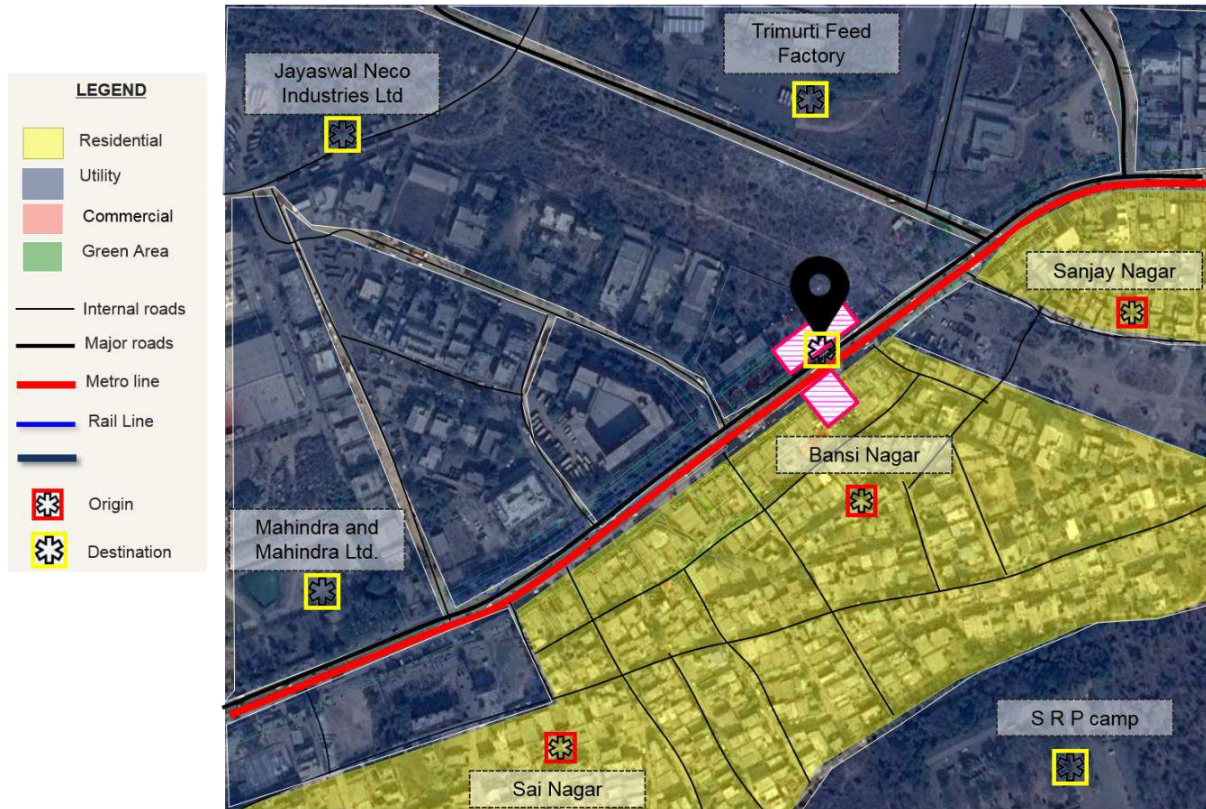 LEGEND
Residential
Utility
Commercial
Green Area
Internal roads
Major roads
Metro line
Rail Line
Origin
Destination
Jayaswal Neco
Industries Ltd
Trimurti Feed
Factory
Sanjay Nagar
Bansi Nagar
Mahindra and
Mahindra Ltd.
S R P camp
Sai Nagar